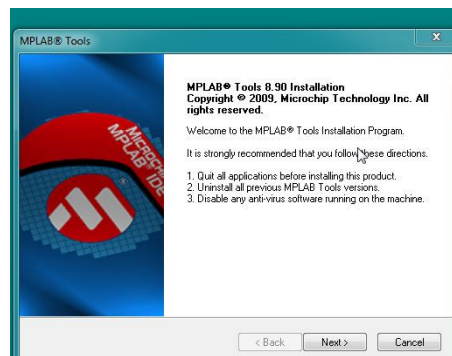 MPLAB® Tools
MPLAB® Tools 8.90 Installation
Copyright © 2009, Microchip Technology Inc. All
rights reserved.
Welcome to the MPLAB® Tools Installation Program.
It is strongly recommended that you follow these directions.
1. Quit all applications before installing this product.
2. Uninstall all previous MPLAB Tools versions.
3. Disable any anti-virus software running on the machine.
MICROCHIP
MPLAB IDE
< Back Next > Cancel